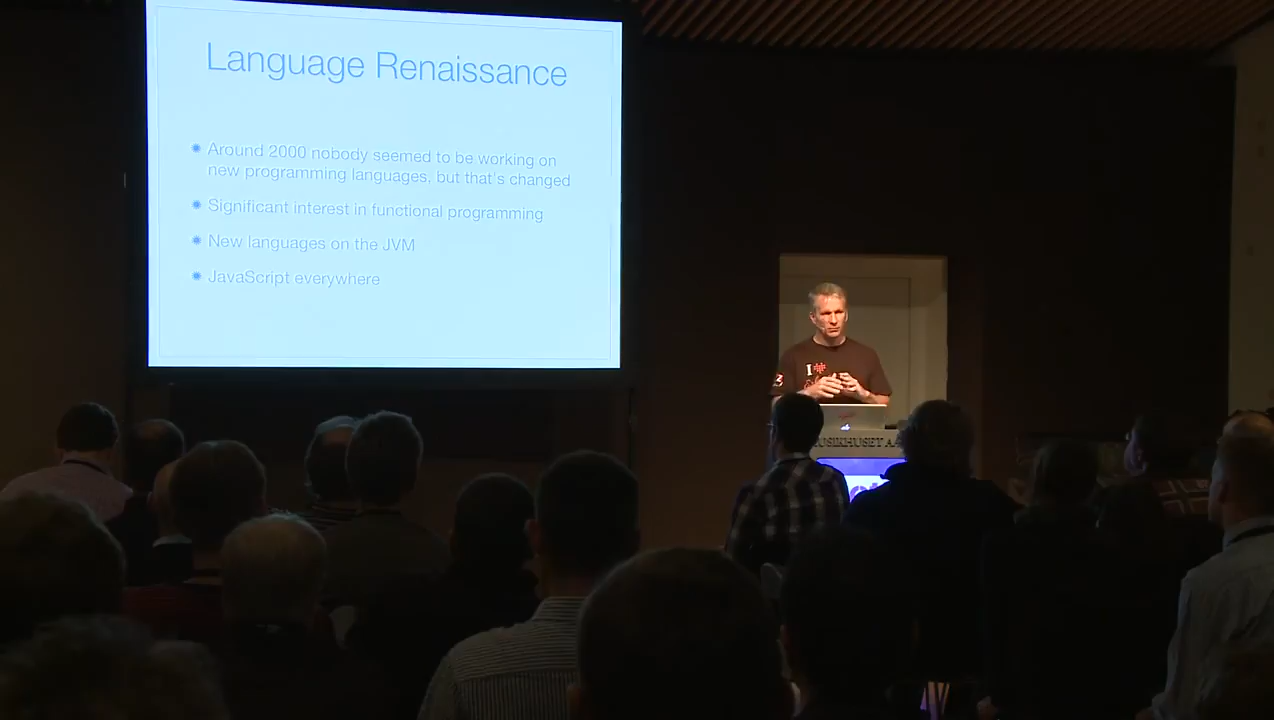 Language Renaissance
Around 2000 nobody seemed to be working on
new programming languages, but that's changed
Significant interest in functional programming
New languages on the JVM
JavaScript everywhere
I
MUSIKHUSET